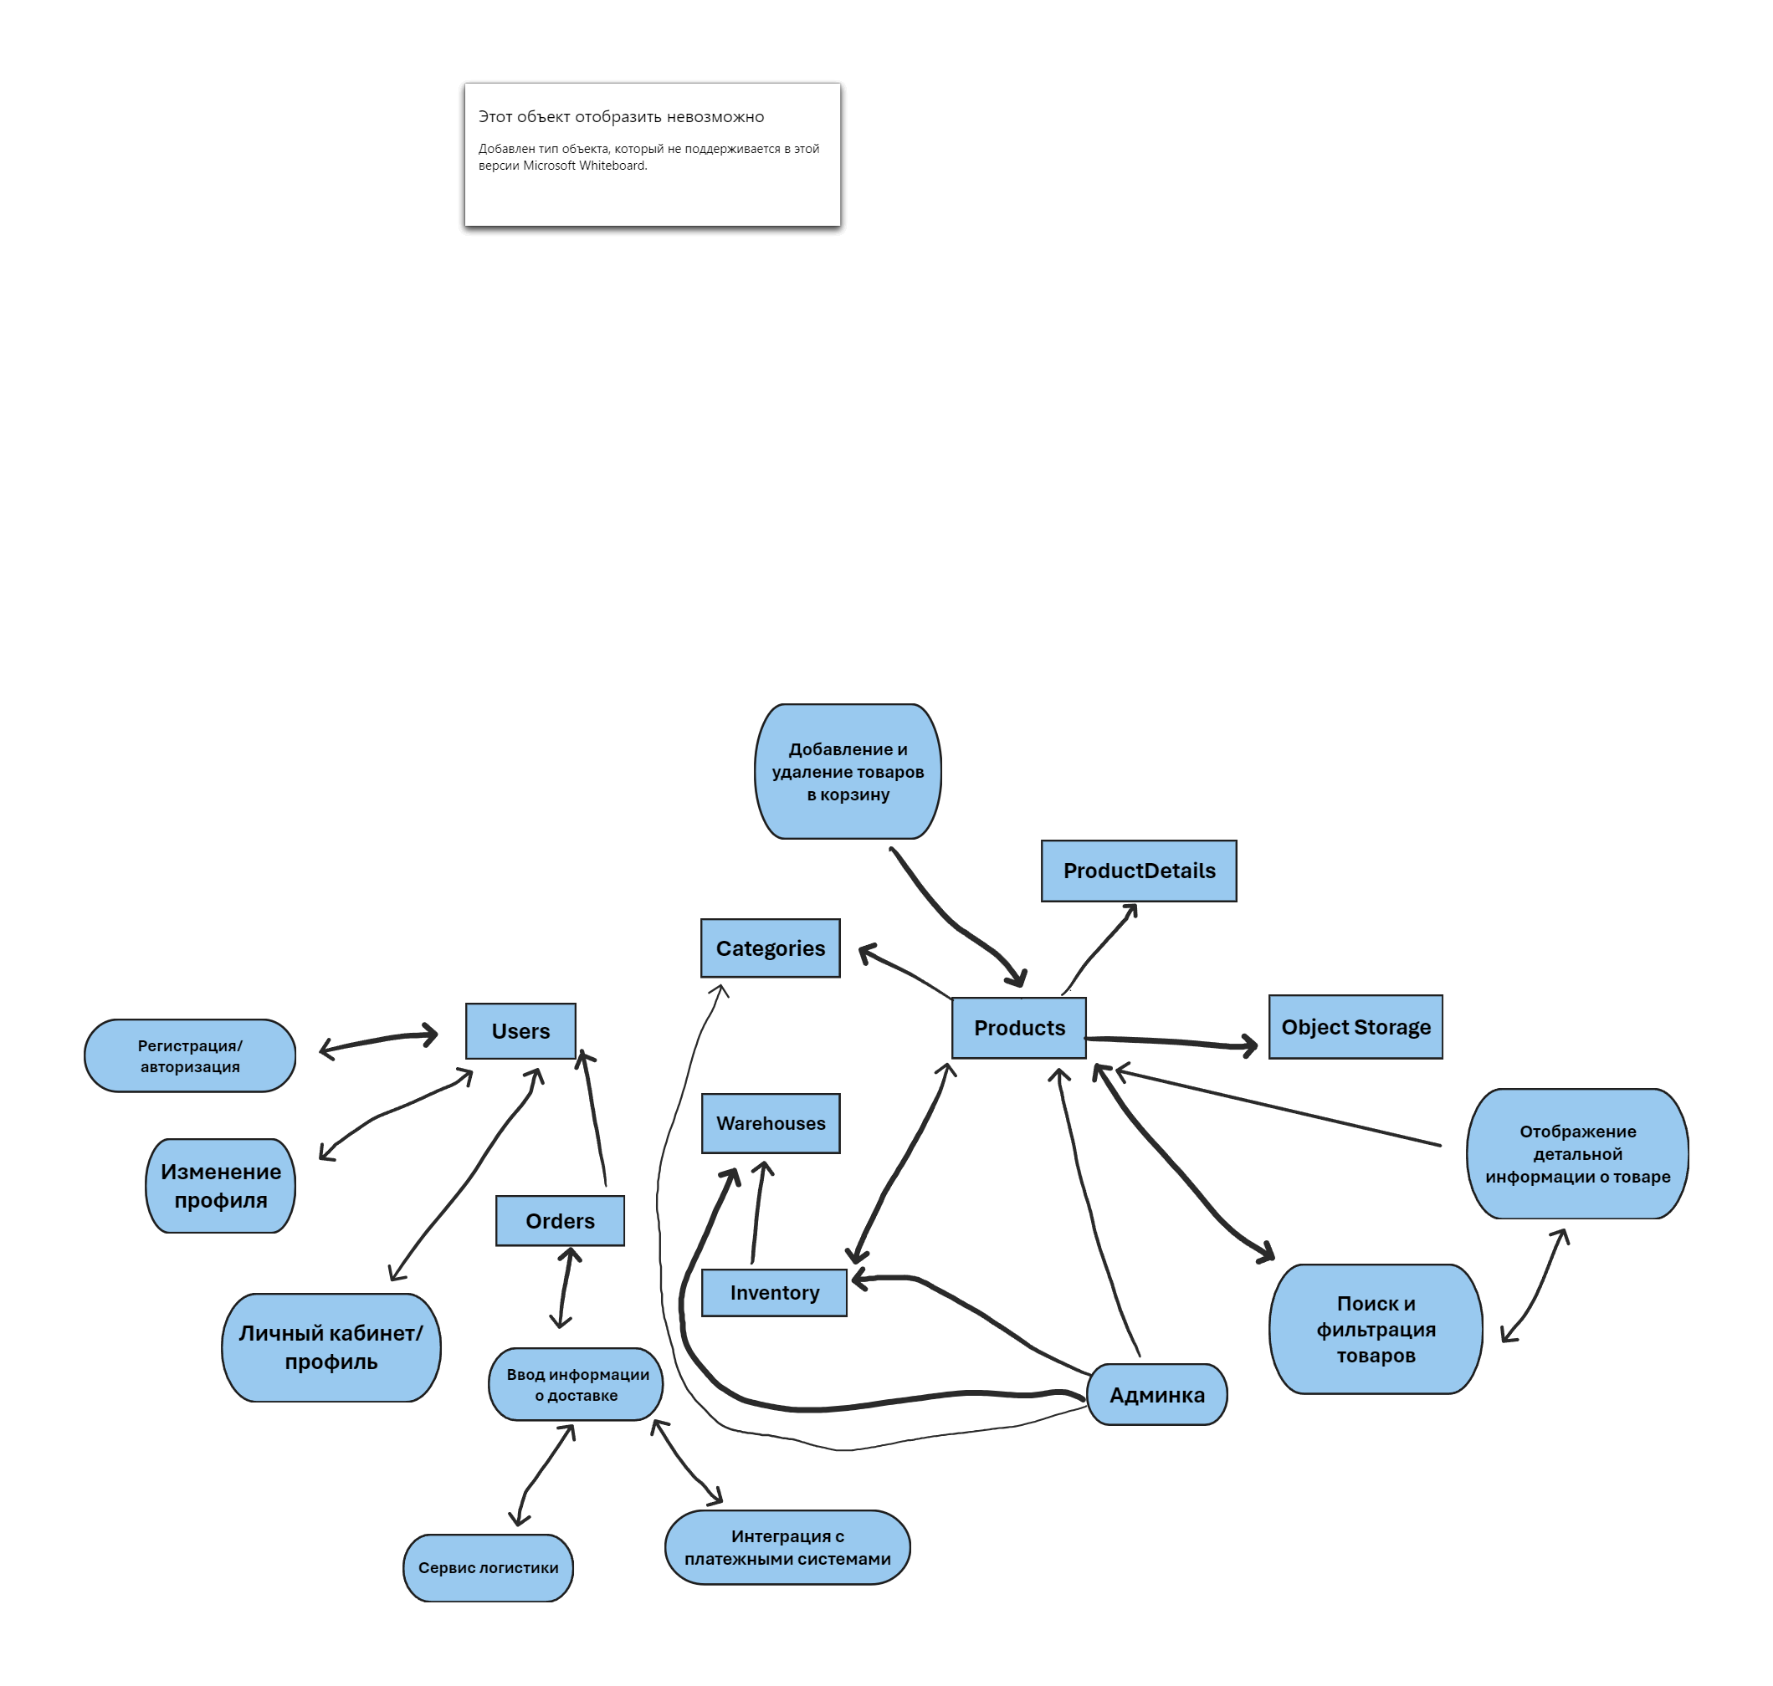 Этот объект отобразить невозможно
Добавлен тип объекта, который не поддерживается в этой
версии Microsoft Whiteboard.
Добавление и
удаление товаров
в корзину
ProductDetails
Categories
Products
Object Storage
Users
Регистрация/
авторизация
Warehouses
Отображение
детальной
информации о товаре
Изменение
профиля
Orders
Inventory
Поиск и
фильтрация
товаров
Личный кабинет/
профиль
Ввод информации
о доставке
Админка
Интеграция с
платежными системами
Сервис логистики